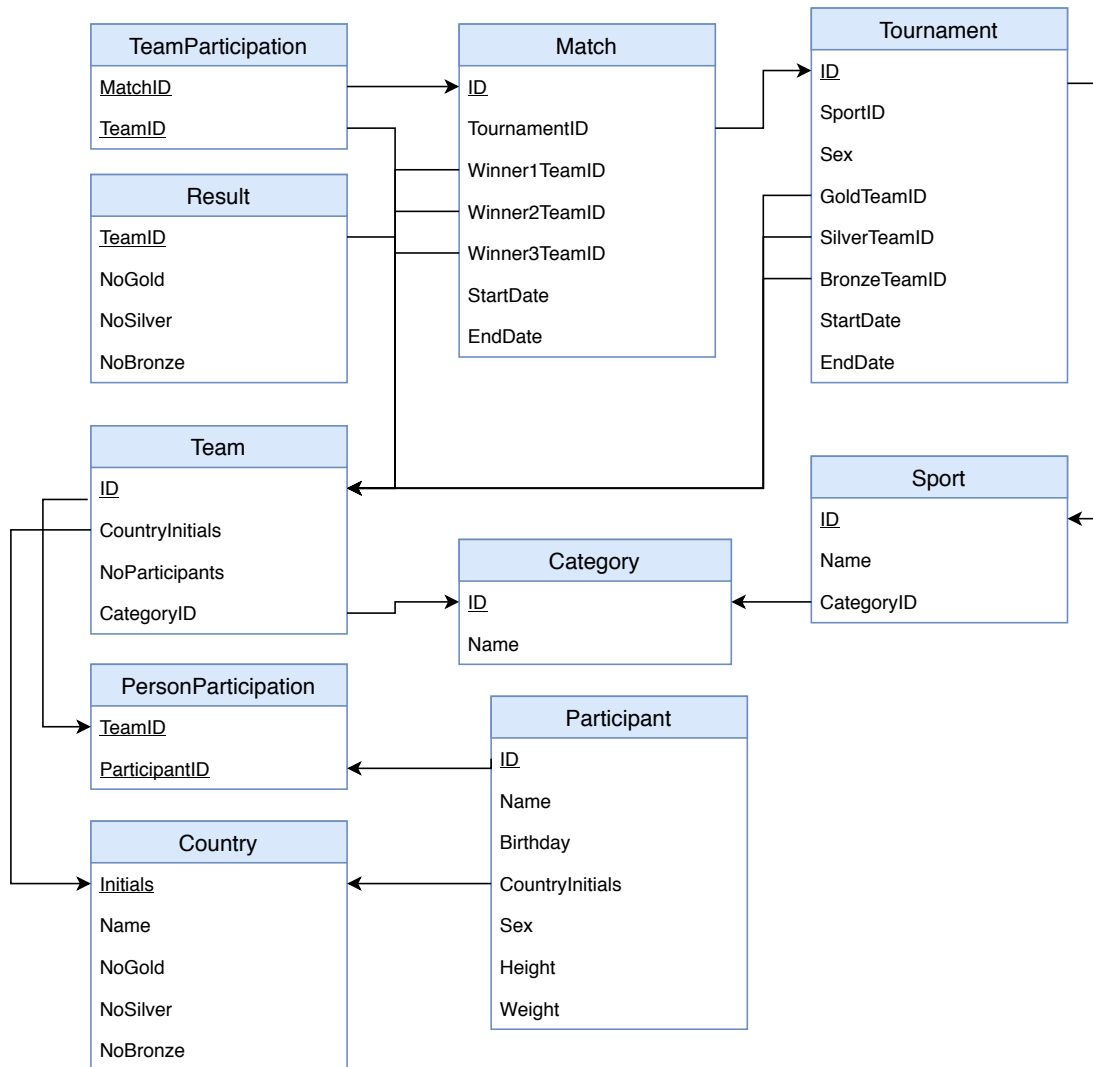 TeamParticipation
MatchID
TeamID
Result
TeamID
NoGold
NoSilver
NoBronze
Match
ID
TournamentID
Winner1TeamID
Winner2TeamID
Winner3TeamID
StartDate
EndDate
Tournament
ID
SportID
Sex
GoldTeamID
SilverTeamID
BronzeTeamID
StartDate
EndDate
Team
ID
CountryInitials
NoParticipants
CategoryID
Category
ID
Name
Sport
ID
Name
CategoryID
PersonParticipation
TeamID
ParticipantID
Participant
ID
Name
Birthday
CountryInitials
Sex
Height
Weight
Country
Initials
Name
NoGold
NoSilver
NoBronze